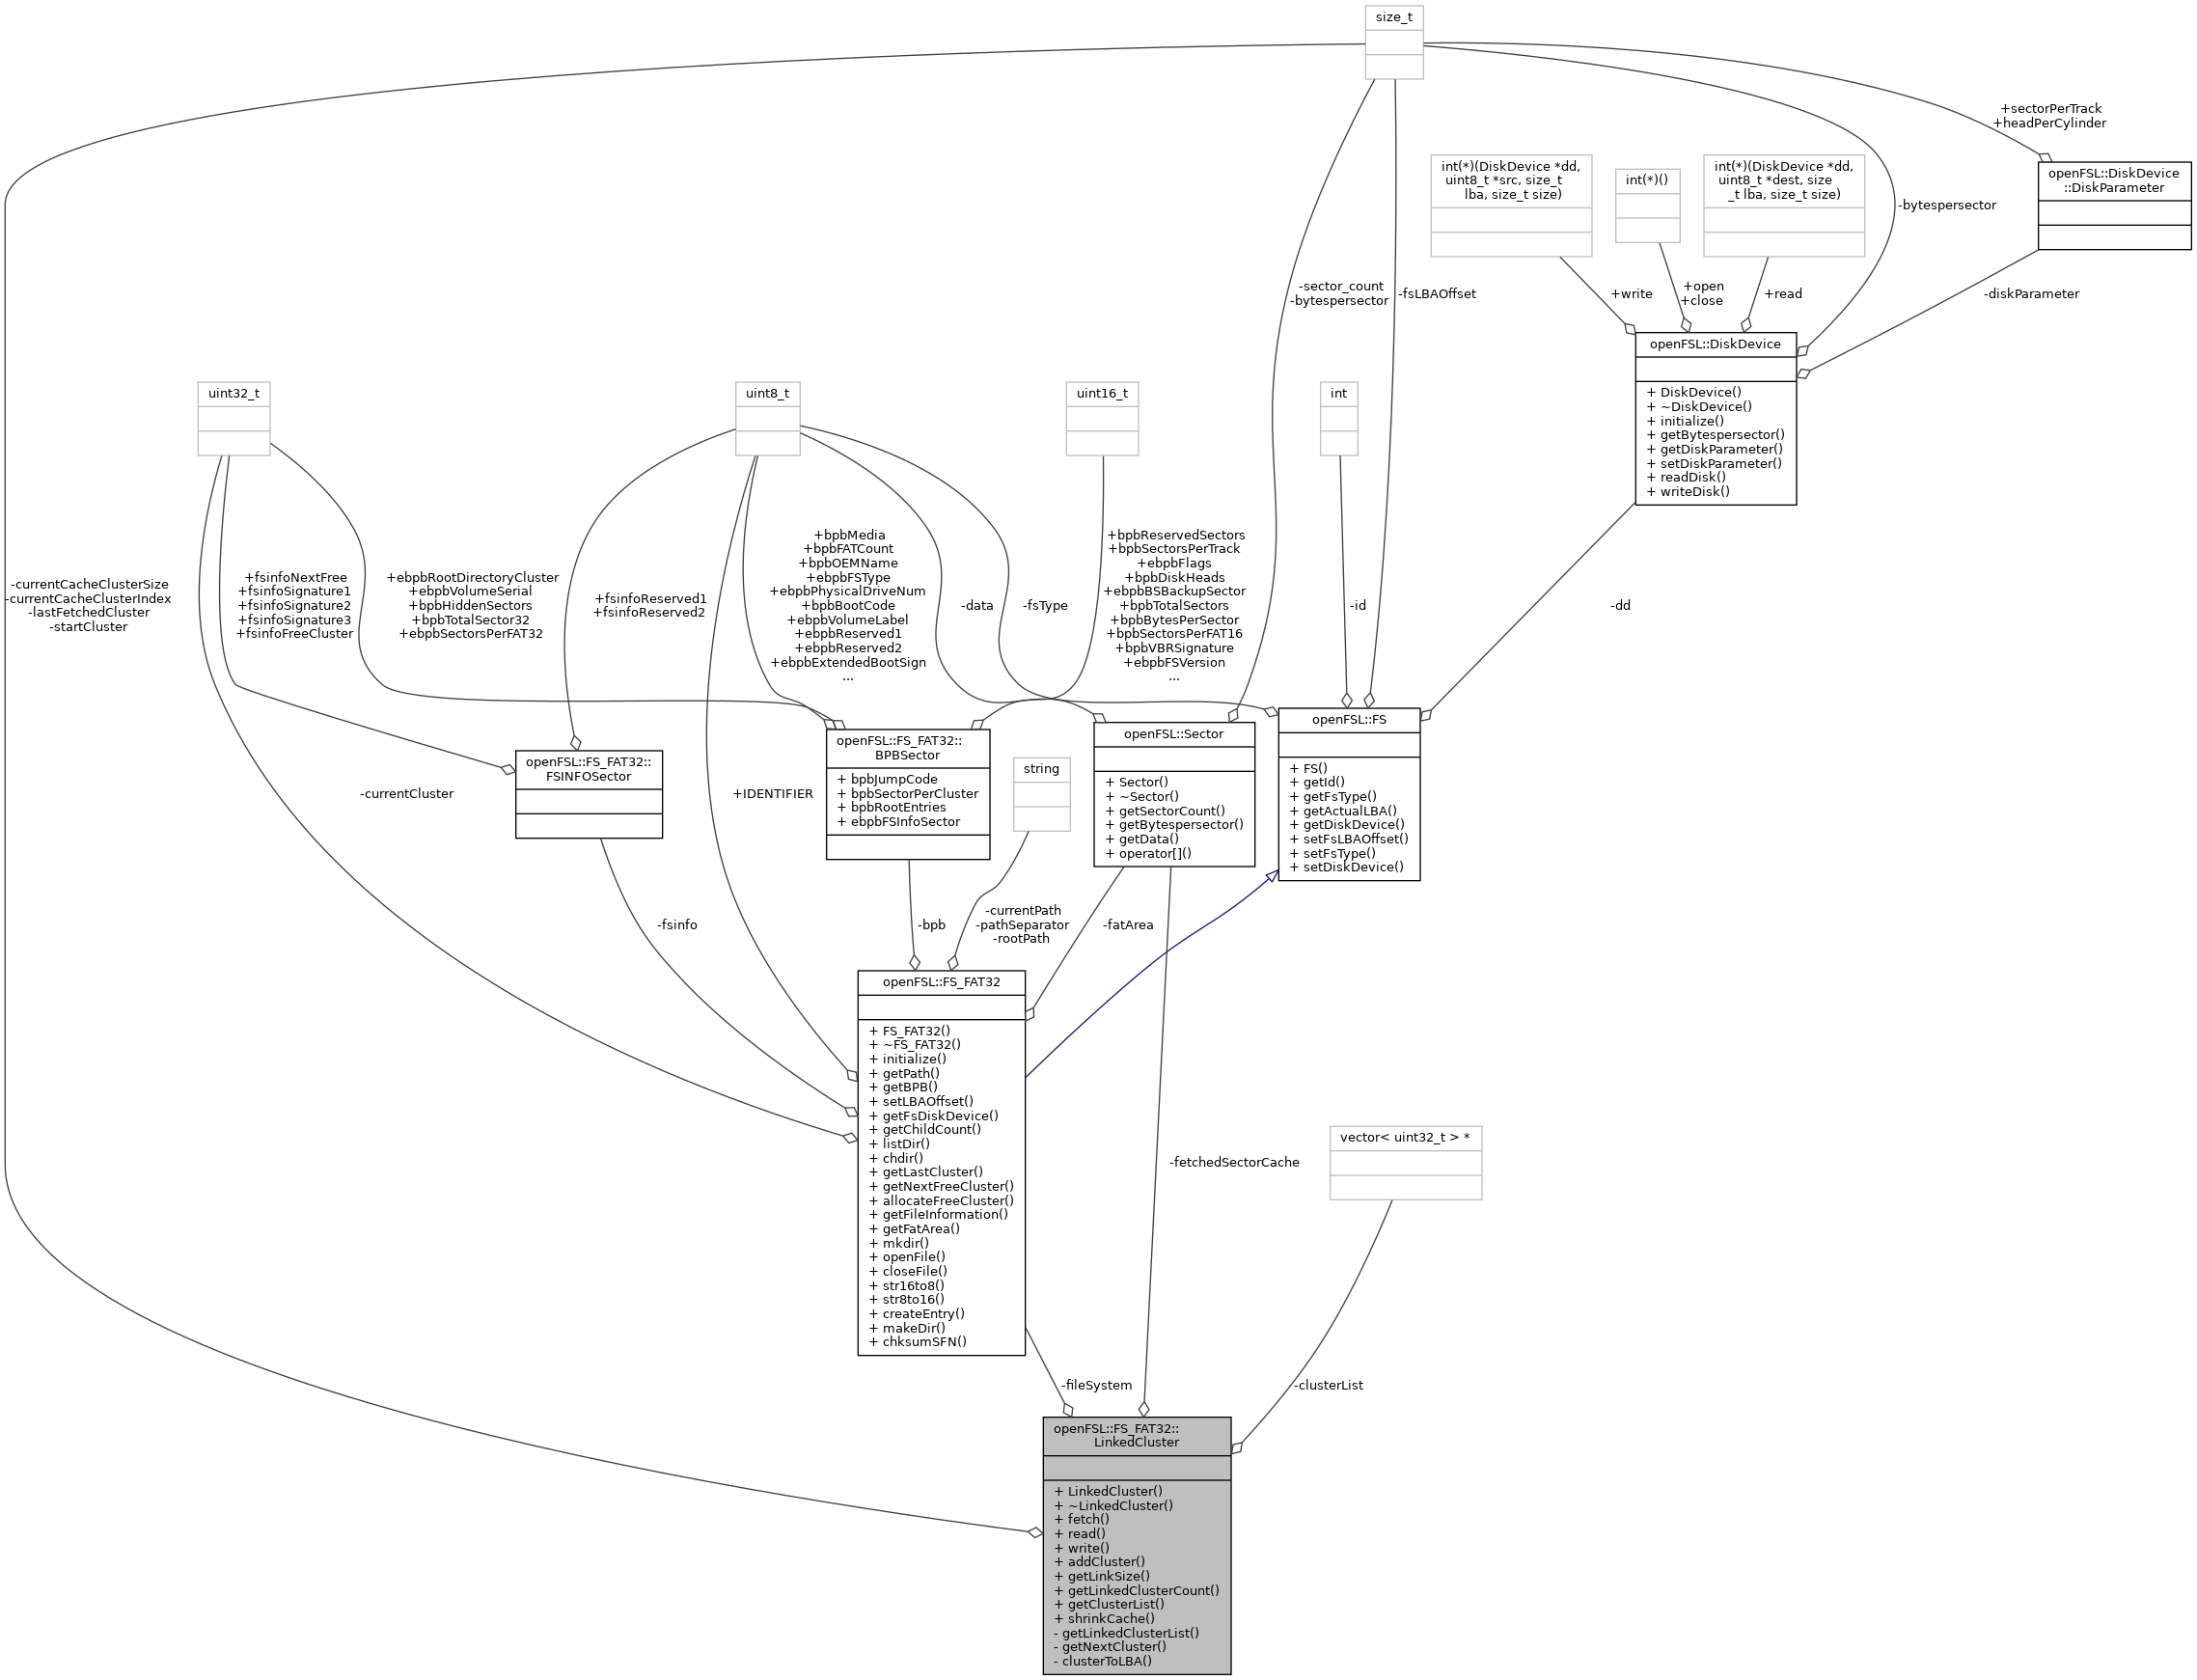 size_t
+sectorPerTrack
+headPerCylinder
int(*)(DiskDevice *dd,
uint8_t *src, size_t
lba, size_t size)
int(*)()
int(*)(DiskDevice *dd,
uint8_t *dest, size
_t lba, size_t size)
openFSL::DiskDevice
::DiskParameter
-bytespersector
-sector_count
-bytespersector
-fsLBAOffset
+write
+open
+close
+read
-diskParameter
openFSL::DiskDevice
+ DiskDevice()
+ ~DiskDevice()
+ initialize()
+ getBytespersector()
+ getDiskParameter()
+ setDiskParameter()
+ readDisk()
+ writeDisk()
uint32_t
uint8_t
uint16_t
int
-currentCacheClusterSize
-currentCacheClusterIndex
-lastFetchedCluster
-startCluster
+fsinfoNextFree
+fsinfoSignature1
+fsinfoSignature2
+fsinfoSignature3
+fsinfoFreeCluster
+ebpbRootDirectoryCluster
+ebpbVolumeSerial
+bpbHiddenSectors
+bpbTotalSector32
+ebpbSectorsPerFAT32
+fsinfoReserved1
+fsinfoReserved2
+bpbMedia
+bpbFATCount
+bpbOEMName
+ebpbFSType
+ebpbPhysicalDriveNum
+bpbBootCode
+ebpbVolumeLabel
+ebpbReserved1
+ebpbReserved2
+ebpbExtendedBootSign
...
-data
-fsType
+bpbReservedSectors
+bpbSectorsPerTrack
+ebpbFlags
+bpbDiskHeads
+ebpbBSBackupSector
+bpbTotalSectors
+bpbBytesPerSector
+bpbSectorsPerFAT16
+bpbVBRSignature
+ebpbFSVersion
...
-id
-dd
openFSL::FS_FAT32::
FSINFOSector
openFSL::FS_FAT32::
BPBSector
+ bpbJumpCode
+ bpbSectorPerCluster
+ bpbRootEntries
+ ebpbFSInfoSector
string
openFSL::Sector
+ Sector()
+ ~Sector()
+ getSectorCount()
+ getBytespersector()
+ getData()
+ operator[]()
openFSL::FS
+ FS()
+ getId()
+ getFsType()
+ getActualLBA()
+ getDiskDevice()
+ setFsLBAOffset()
+ setFsType()
+ setDiskDevice()
-currentCluster
+IDENTIFIER
-fsinfo
-bpb
-currentPath
-pathSeparator
-rootPath
-fatArea
openFSL::FS_FAT32
+ FS_FAT32()
+ ~FS_FAT32()
+ initialize()
+ getPath()
+ getBPB()
+ setLBAOffset()
+ getFsDiskDevice()
+ getChildCount()
+ listDir()
+ chdir()
+ getLastCluster()
+ getNextFreeCluster()
+ allocateFreeCluster()
+ getFileInformation()
+ getFatArea()
+ mkdir()
+ openFile()
+ closeFile()
+ str16to8()
+ str8to16()
+ createEntry()
+ makeDir()
+ chksumSFN()
-fetchedSectorCache
vector< uint32_t > *
-fileSystem
-clusterList
openFSL::FS_FAT32::
LinkedCluster
+ LinkedCluster()
+ ~LinkedCluster()
+ fetch()
+ read()
+ write()
+ addCluster()
+ getLinkSize()
+ getLinkedClusterCount()
+ getClusterList()
+ shrinkCache()
- getLinkedClusterList()
- getNextCluster()
- clusterToLBA()